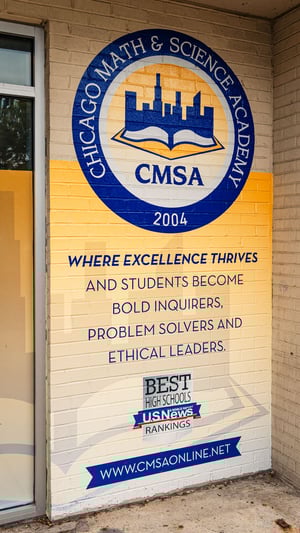 CHICAGO MATH & SCIENCE ACADEMY
CMSA
2004
WHERE EXCELLENCE THRIVES
AND STUDENTS BECOME
BOLD INQUIRERS,
PROBLEM SOLVERS AND
ETHICAL LEADERS.
BEST
HIGH SCHOOLS
USNews
RANKINGS
WWW.CMSAONLINE.NET